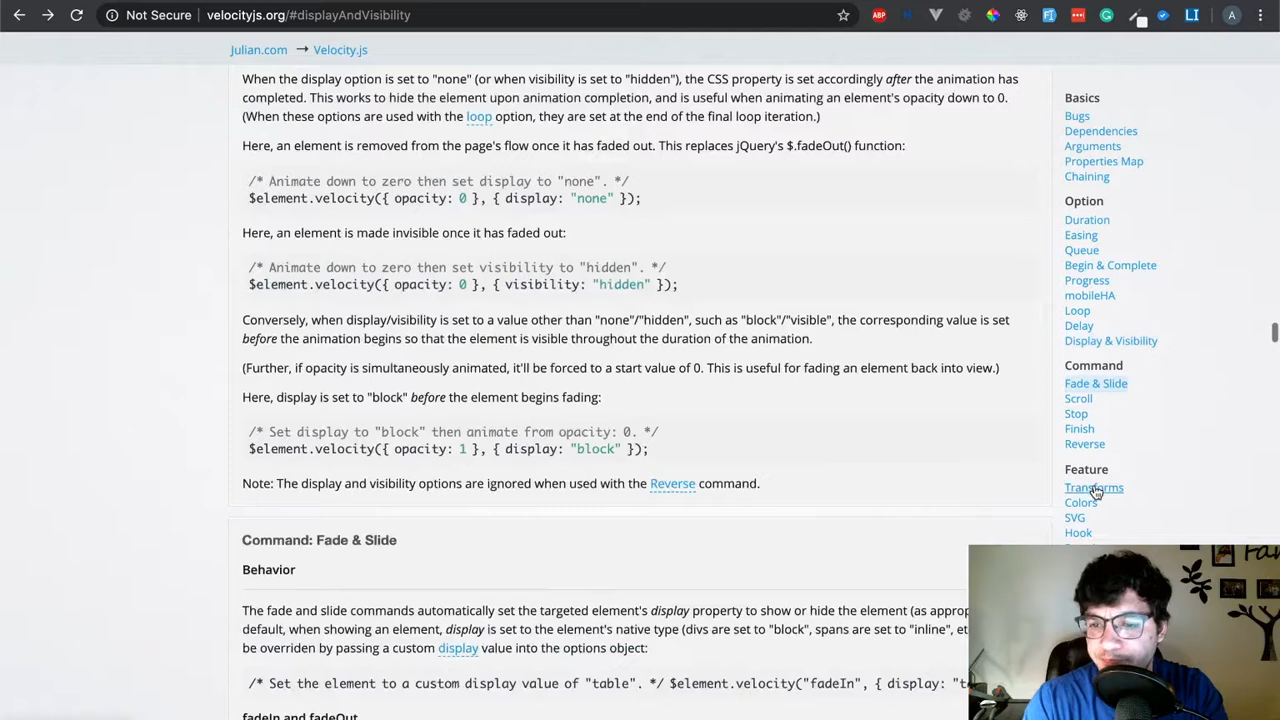 Not Secure
velocityjs.org/#displayAndVisibility
ABP
A
Julian.com → Velocity.js
When the display option is set to "none" (or when visibility is set to "hidden"), the CSS property is set accordingly after the animation has
completed. This works to hide the element upon animation completion, and is useful when animating an element's opacity down to 0.
(When these options are used with the loop option, they are set at the end of the final loop iteration.)
Here, an element is removed from the page's flow once it has faded out. This replaces jQuery's $.fadeOut() function:
/* Animate down to zero then set display to "none". */
$element.velocity({ opacity: 0 }, { display: "none" });
Here, an element is made invisible once it has faded out:
/* Animate down to zero then set visibility to "hidden". */
$element.velocity({ opacity: 0 }, { visibility: "hidden" });
Conversely, when display/visibility is set to a value other than "none"/"hidden", such as "block"/"visible", the corresponding value is set
before the animation begins so that the element is visible throughout the duration of the animation.
(Further, if opacity is simultaneously animated, it'll be forced to a start value of 0. This is useful for fading an element back into view.)
Here, display is set to "block" before the element begins fading:
/* Set display to "block" then animate from opacity: 0. */
$element.velocity({ opacity: 1 }, { display: "block" });
Note: The display and visibility options are ignored when used with the Reverse command.
Command: Fade & Slide
Behavior
The fade and slide commands automatically set the targeted element's display property to show or hide the element (as approp
default, when showing an element, display is set to the element's native type (divs are set to "block", spans are set to "inline", et
be overriden by passing a custom display value into the options object:
/* Set the element to a custom display value of "table". */ $element.velocity("fadeIn", { display: "t
fadeIn and fadeOut
Basics
Bugs
Dependencies
Arguments
Properties Map
Chaining
Option
Duration
Easing
Queue
Begin & Complete
Progress
mobileHA
Loop
Delay
Display & Visibility
Command
Fade & Slide
Scroll
Stop
Finish
Reverse
Feature
Transforms
Colors
SVG
Hook